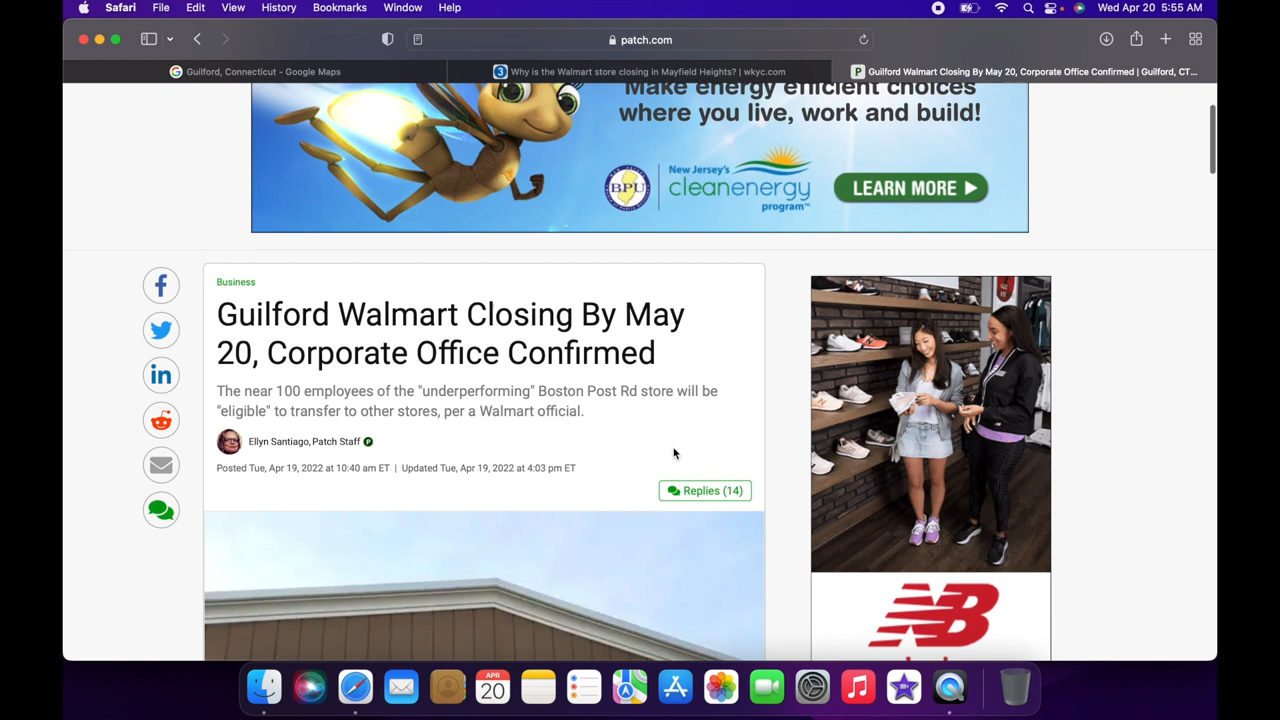 Safari File Edit View History Bookmarks Window Help Wed Apr 20 5:55 AM
patch.com
Guilford, Connecticut - Google Maps
3 Why is the Walmart store closing in Mayfield Heights? | wkyc.com
P Guilford Walmart Closing By May 20, Corporate Office Confirmed | Guilford, CT...
Make energy efficient choices
where you live, work and build!
BPU
New Jersey's
cleanenergy
program™
LEARN MORE
Business
Guilford Walmart Closing By May
20, Corporate Office Confirmed
The near 100 employees of the "underperforming" Boston Post Rd store will be
"eligible" to transfer to other stores, per a Walmart official.
Ellyn Santiago, Patch Staff P
Posted Tue, Apr 19, 2022 at 10:40 am ET | Updated Tue, Apr 19, 2022 at 4:03 pm ET
Replies (14)
NB
APR
20